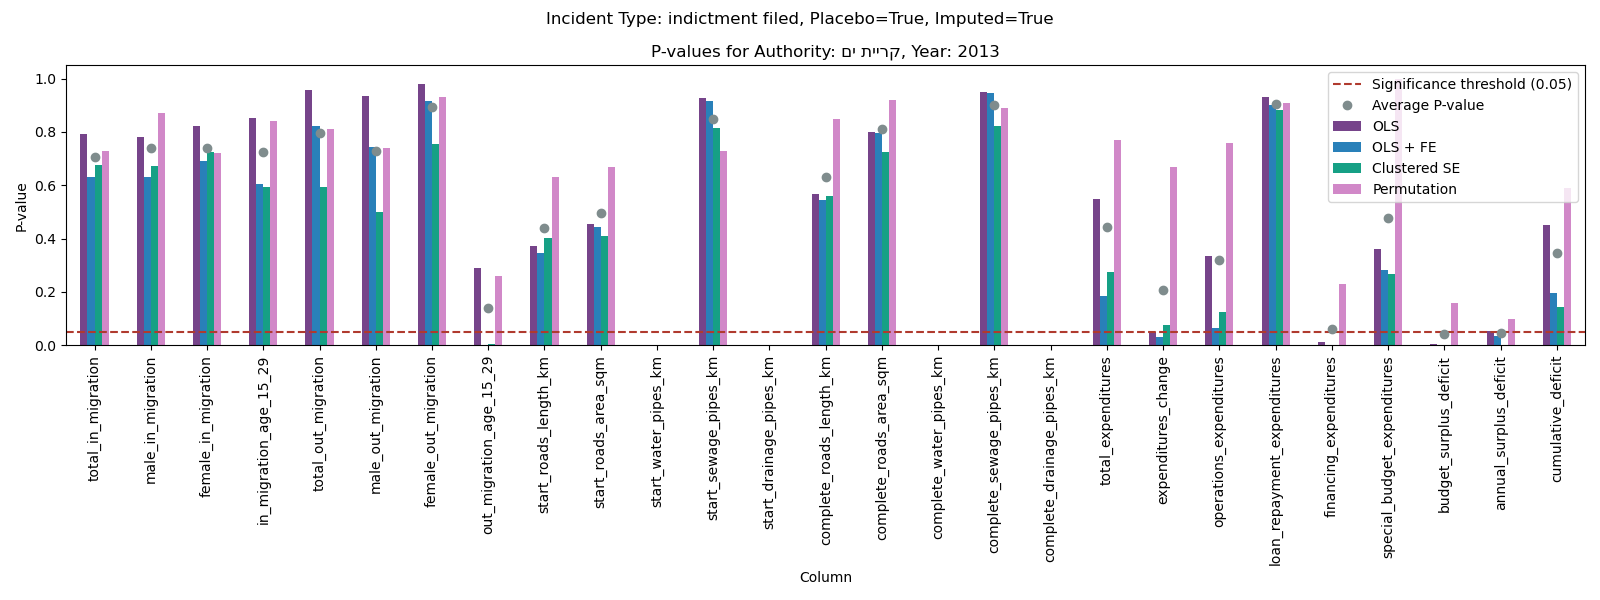 Incident Type: indictment filed, Placebo=True, Imputed=True
P-values for Authority: קריית ים, Year: 2013
Significance threshold (0.05)
Average P-value
OLS
OLS + FE
Clustered SE
Permutation
P-value
1.0
0.8
0.6
0.4
0.2
0.0
total_in_migration
male_in_migration
female_in_migration
in_migration_age_15_29
total_out_migration
male_out_migration
female_out_migration
out_migration_age_15_29
start_roads_length_km
start_roads_area_sqm
start_water_pipes_km
start_sewage_pipes_km
start_drainage_pipes_km
complete_roads_length_km
complete_roads_area_sqm
complete_water_pipes_km
complete_sewage_pipes_km
complete_drainage_pipes_km
total_expenditures
expenditures_change
operations_expenditures
loan_repayment_expenditures
financing_expenditures
special_budget_expenditures
budget_surplus_deficit
annual_surplus_deficit
cumulative_deficit
Column